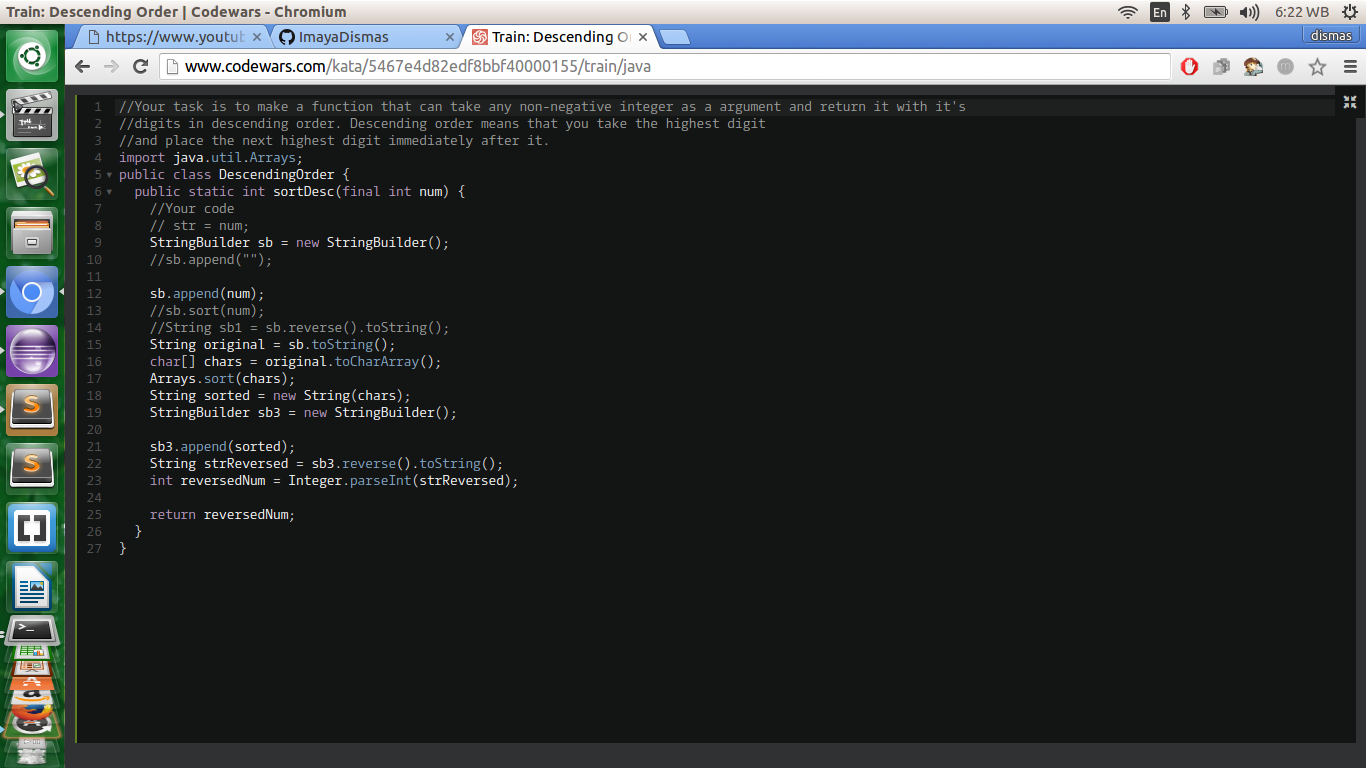 Train: Descending Order | Codewars - Chromium
En
6:22 WB
https://www.youtub
ImayaDismas
Train: Descending O
dismas
www.codewars.com/kata/5467e4d82edf8bbf40000155/train/java
1 //Your task is to make a function that can take any non-negative integer as a argument and return it with it's
2 //digits in descending order. Descending order means that you take the highest digit
3 //and place the next highest digit immediately after it.
4 import java.util.Arrays;
5 public class DescendingOrder {
6 public static int sortDesc(final int num) {
7 //Your code
8 // str = num;
9 StringBuilder sb = new StringBuilder();
10 //sb.append("");
11
12 sb.append(num);
13 //sb.sort(num);
14 //String sb1 = sb.reverse().toString();
15 String original = sb.toString();
16 char[] chars = original.toCharArray();
17 Arrays.sort(chars);
18 String sorted = new String(chars);
19 StringBuilder sb3 = new StringBuilder();
20
21 sb3.append(sorted);
22 String strReversed = sb3.reverse().toString();
23 int reversedNum = Integer.parseInt(strReversed);
24
25 return reversedNum;
26 }
27 }